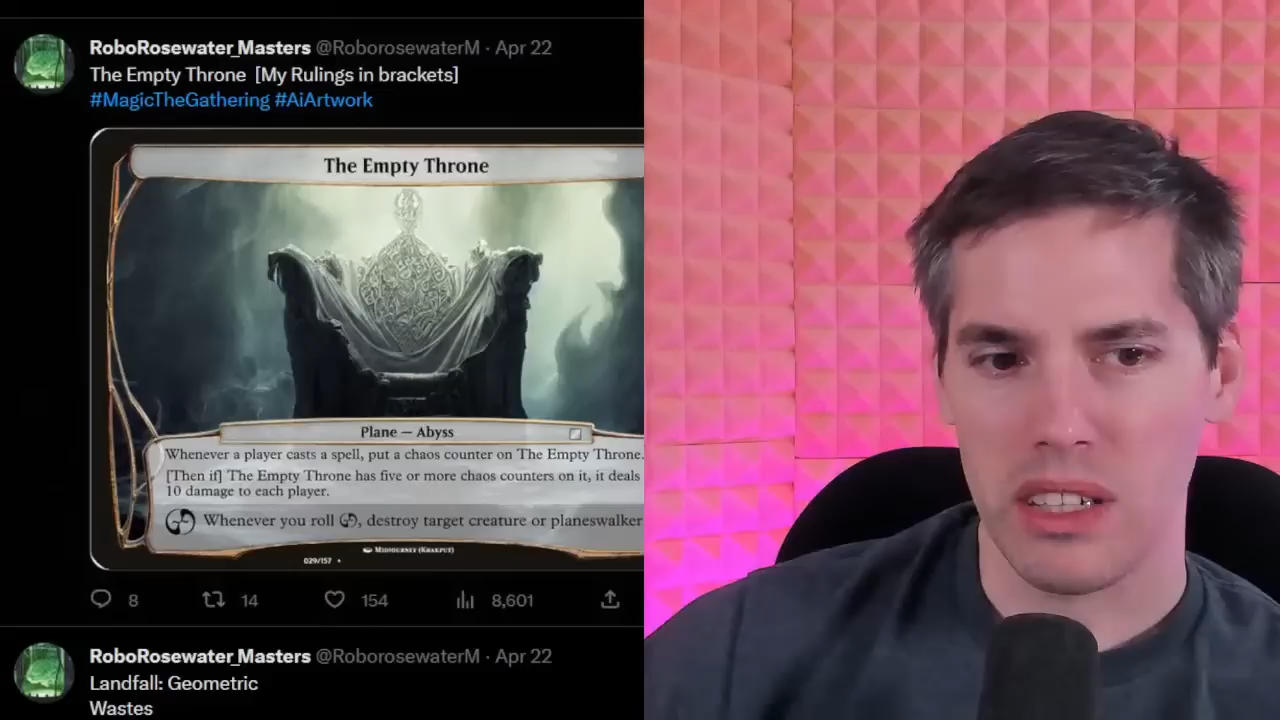 RoboRosewater_Masters @RoborosewaterM · Apr 22
The Empty Throne [My Rulings in brackets]
#MagicTheGathering #AiArtwork
The Empty Throne
Plane — Abyss
Whenever a player casts a spell, put a chaos counter on The Empty Throne.
[Then if] The Empty Throne has five or more chaos counters on it, it deals
10 damage to each player.
Whenever you roll , destroy target creature or planeswalker
Midjourney (Krakput)
029/157 •
8 14 154 8,601
RoboRosewater_Masters @RoborosewaterM · Apr 22
Landfall: Geometric
Wastes